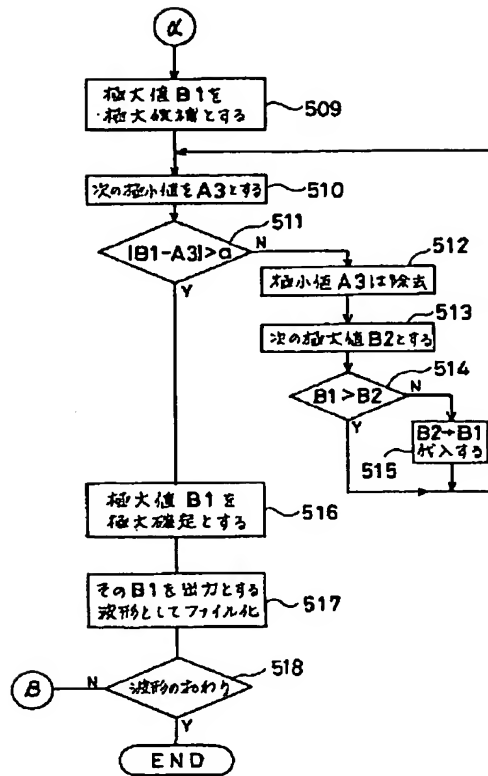 α
極大値B1を
極大候補とする
509
次の極小値をA3とする
510
|B1-A3|>a
511
N
Y
512
極小値A3は除去
513
次の極大値B2とする
514
B1>B2
N
Y
B2→B1
代入する
515
極大値B1を
極大確定とする
516
そのB1を出力とする
波形としてファイル化
517
波形のおわり
518
N
β
Y
END